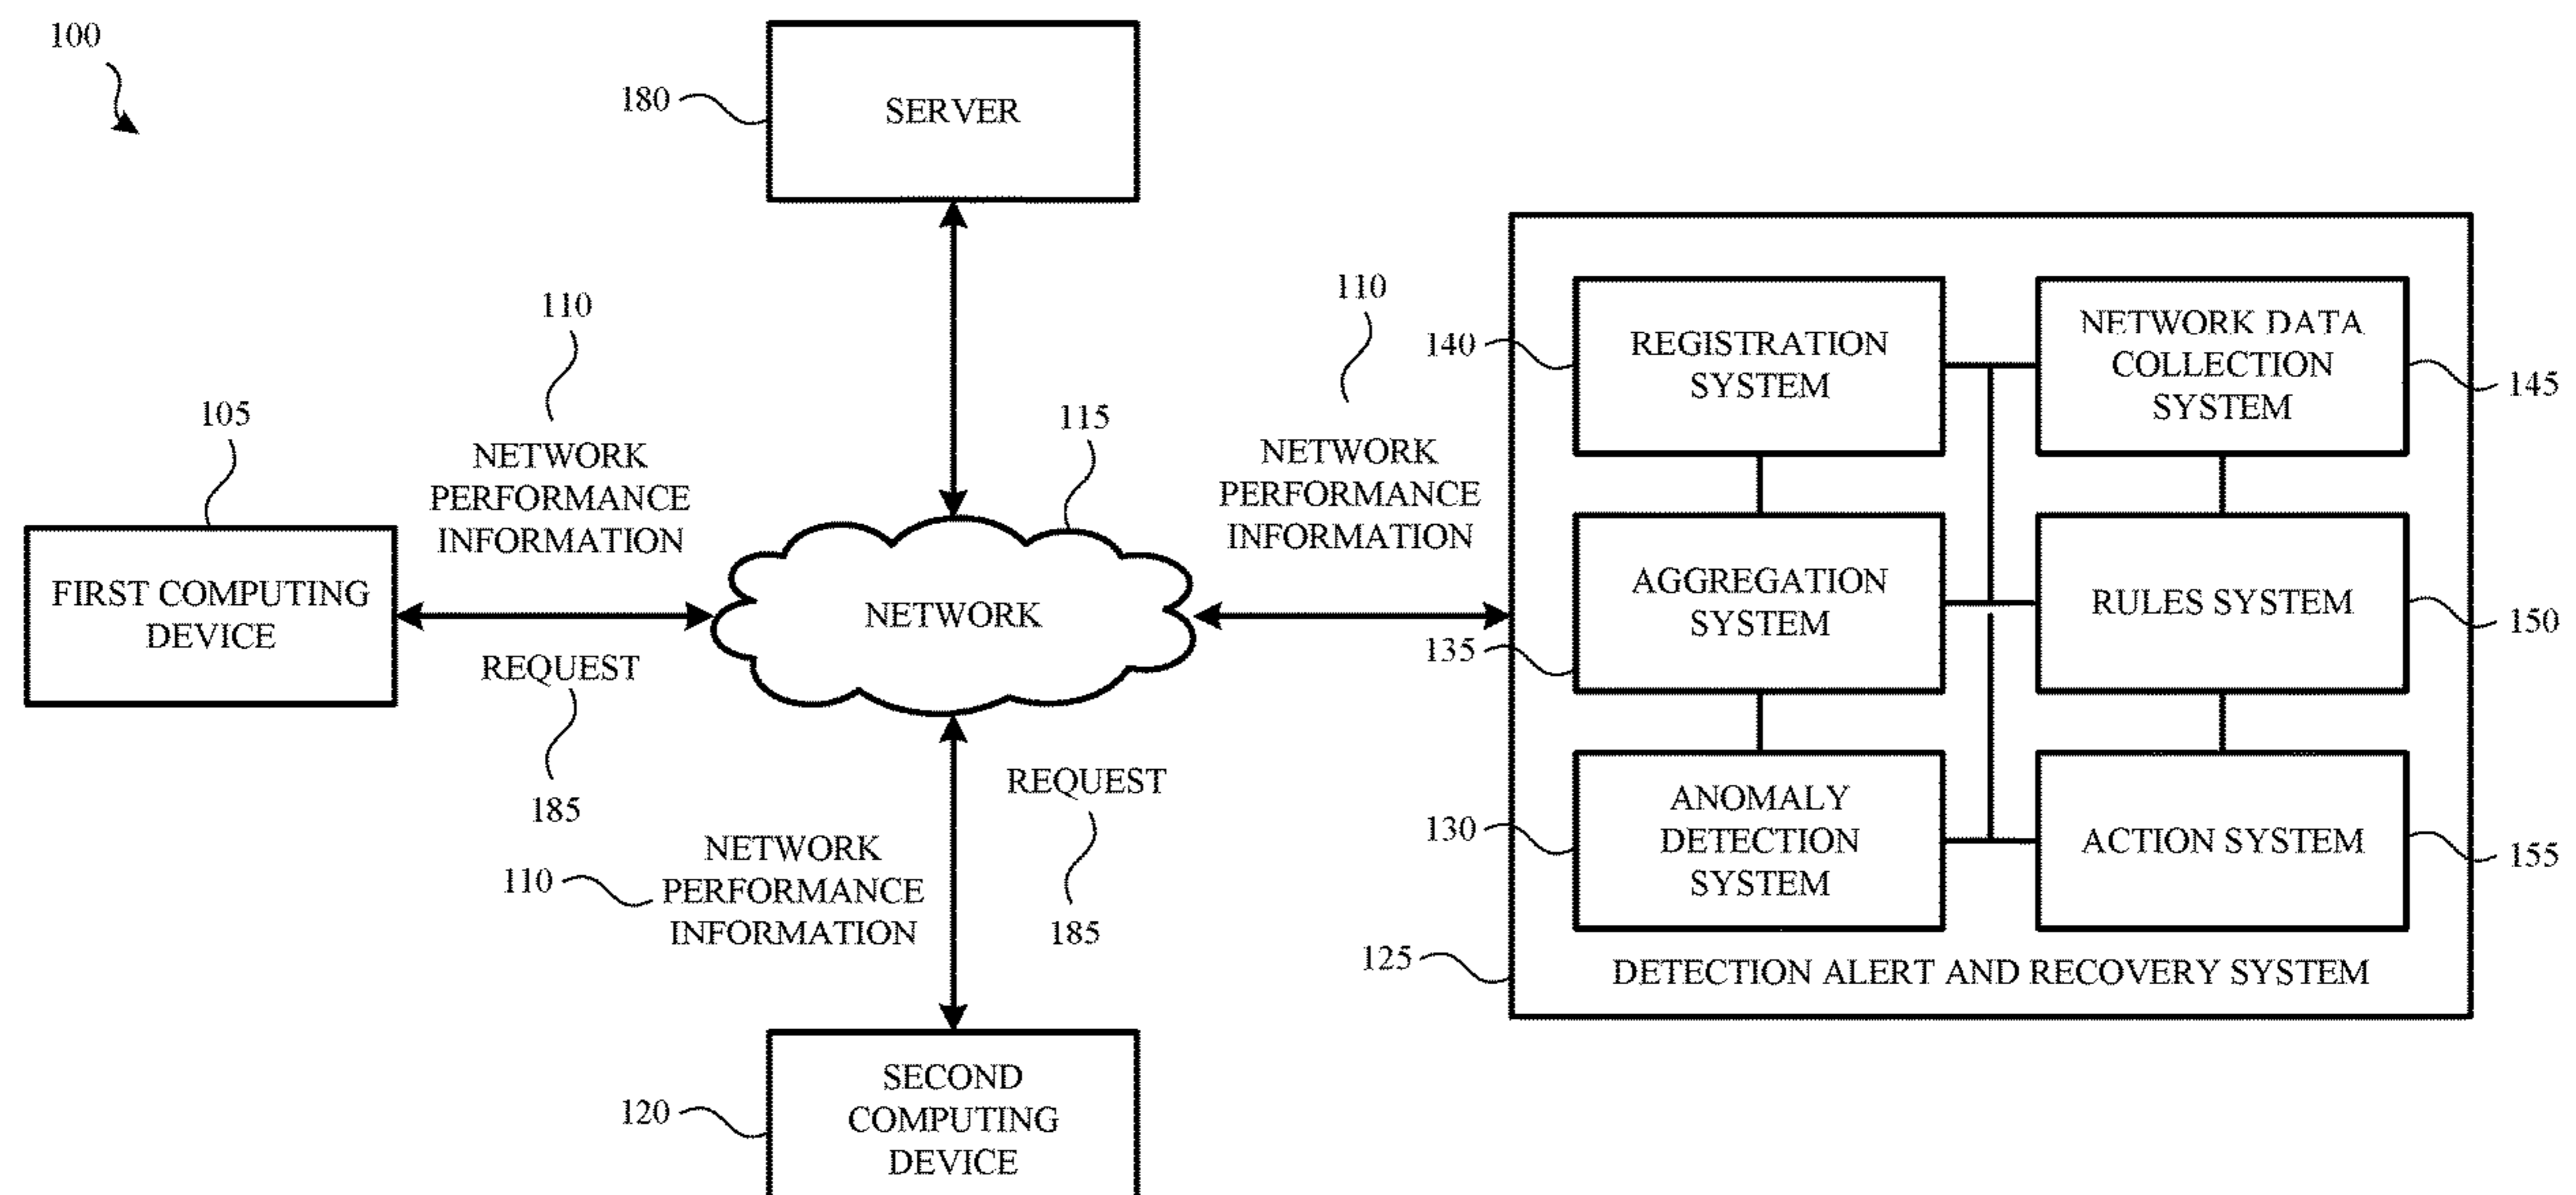 100
180
SERVER
110
NETWORK
PERFORMANCE
INFORMATION
105
FIRST COMPUTING
DEVICE
REQUEST
185
115
NETWORK
110
NETWORK
PERFORMANCE
INFORMATION
REQUEST
185
110
NETWORK
PERFORMANCE
INFORMATION
120
SECOND
COMPUTING
DEVICE
140
REGISTRATION
SYSTEM
NETWORK DATA
COLLECTION
SYSTEM
145
135
AGGREGATION
SYSTEM
RULES SYSTEM
150
130
ANOMALY
DETECTION
SYSTEM
ACTION SYSTEM
155
125
DETECTION ALERT AND RECOVERY SYSTEM